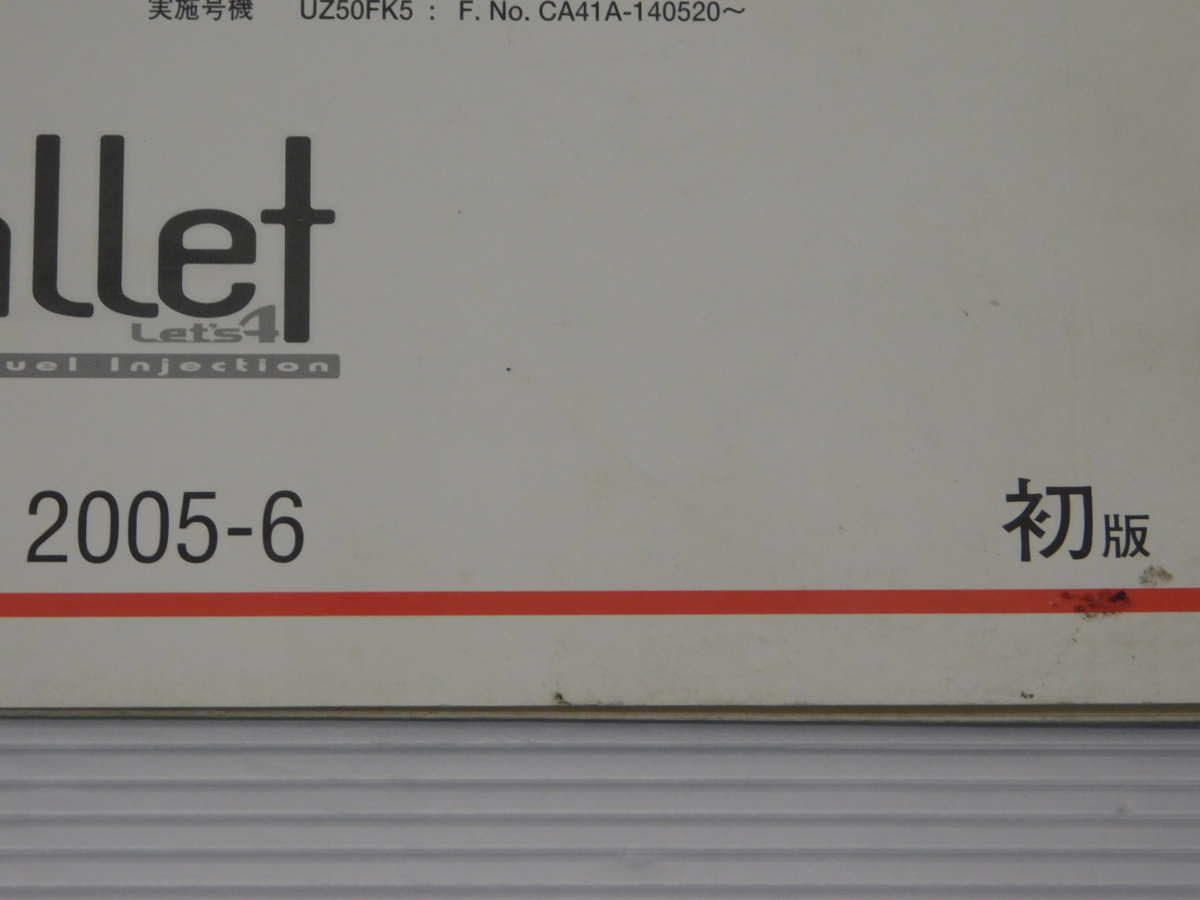 実施号機 UZ50FK5 : F. No. CA41A-140520〜
llet
Let's4
uel Injection
2005-6
初版